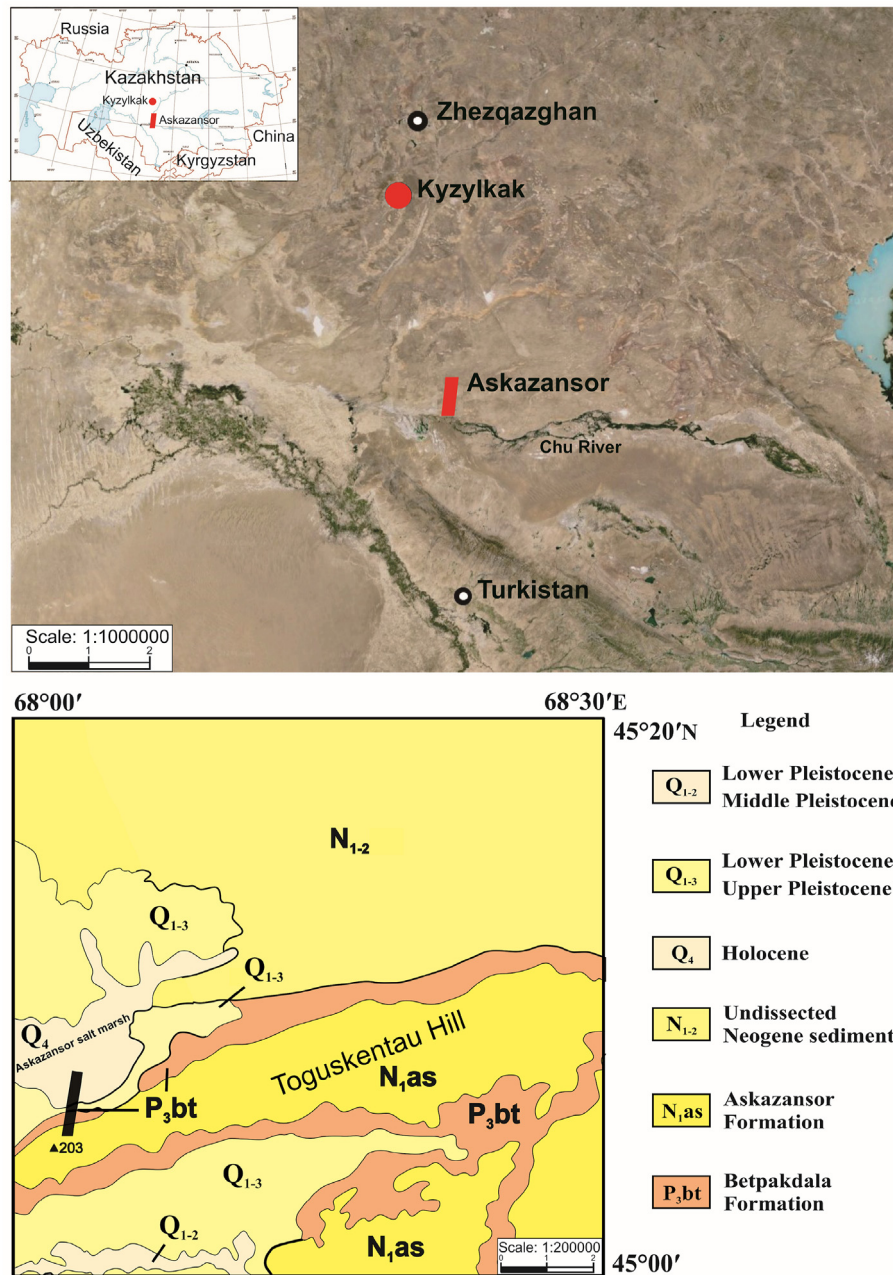 Russia
Kazakhstan
Kyzylkak
Askazansor
China
Uzbekistan
Kyrgyzstan
Zhezqazghan
Kyzylkak
Askazansor
Chu River
Turkistan
Scale: 1:1000000
0 1 2
68°00′ 68°30′E
45°20′N
N₁₋₂
Q₁₋₃
Q₁₋₃
Q₄
Askazansor salt marsh
Toguskentau Hill
N₁as
P₃bt
P₃bt
▲203
Q₁₋₃
Q₁₋₂
N₁as
Scale: 1:200000
0 1 2
45°00′
Legend
Q₁₋₂ Lower Pleistocene
Middle Pleistocene
Q₁₋₃ Lower Pleistocene
Upper Pleistocene
Q₄ Holocene
N₁₋₂ Undissected
Neogene sediment
N₁as Askazansor
Formation
P₃bt Betpakdala
Formation